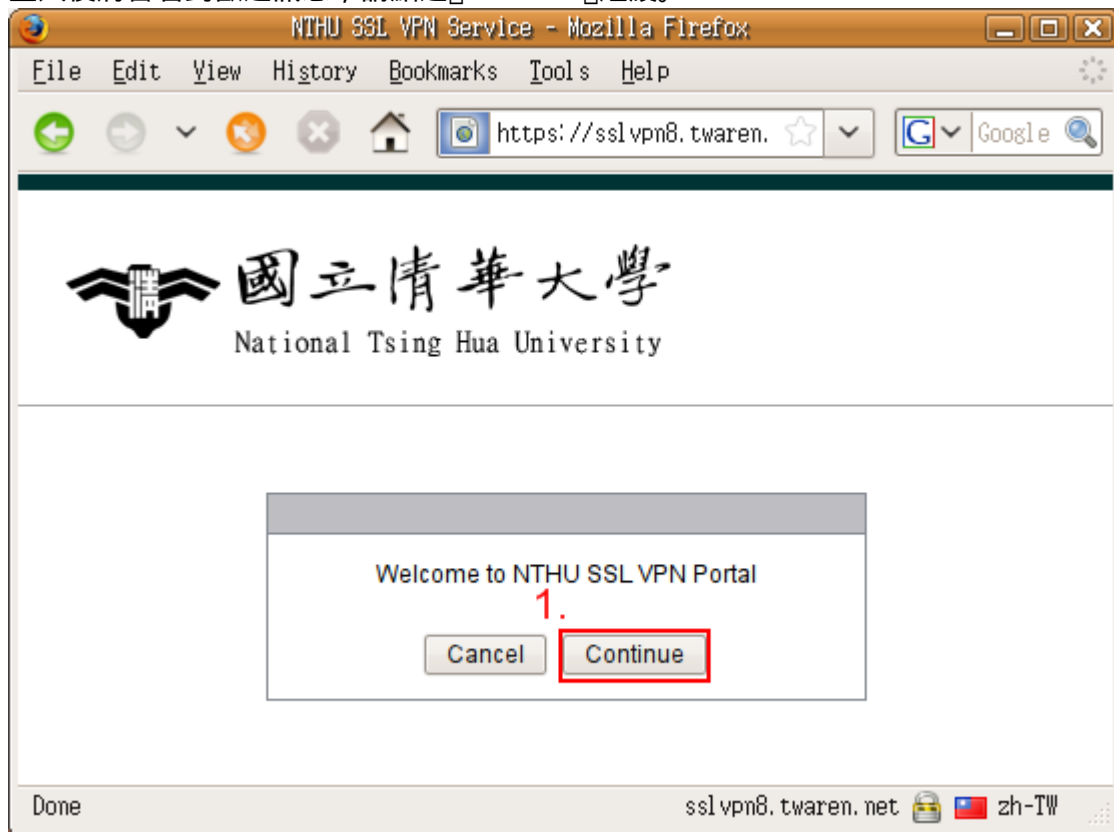 NTHU SSL VPN Service - Mozilla Firefox
File Edit View History Bookmarks Tools Help
https://sslvpn8.twaren. Google
國立清華大學
National Tsing Hua University
Welcome to NTHU SSL VPN Portal
1.
Cancel Continue
Done sslvpn8.twaren.net zh-TW